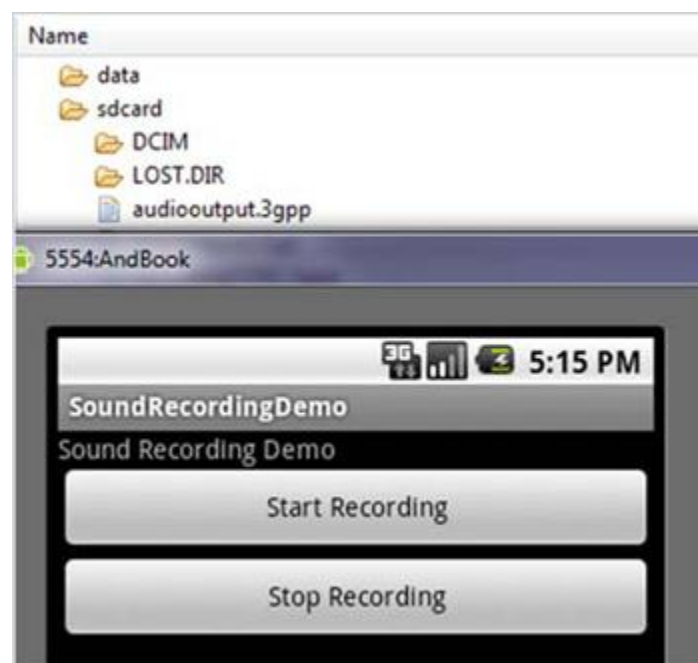 Name
data
sdcard
DCIM
LOST.DIR
audiooutput.3gpp
5554:AndBook
3G 5:15 PM
SoundRecordingDemo
Sound Recording Demo
Start Recording
Stop Recording